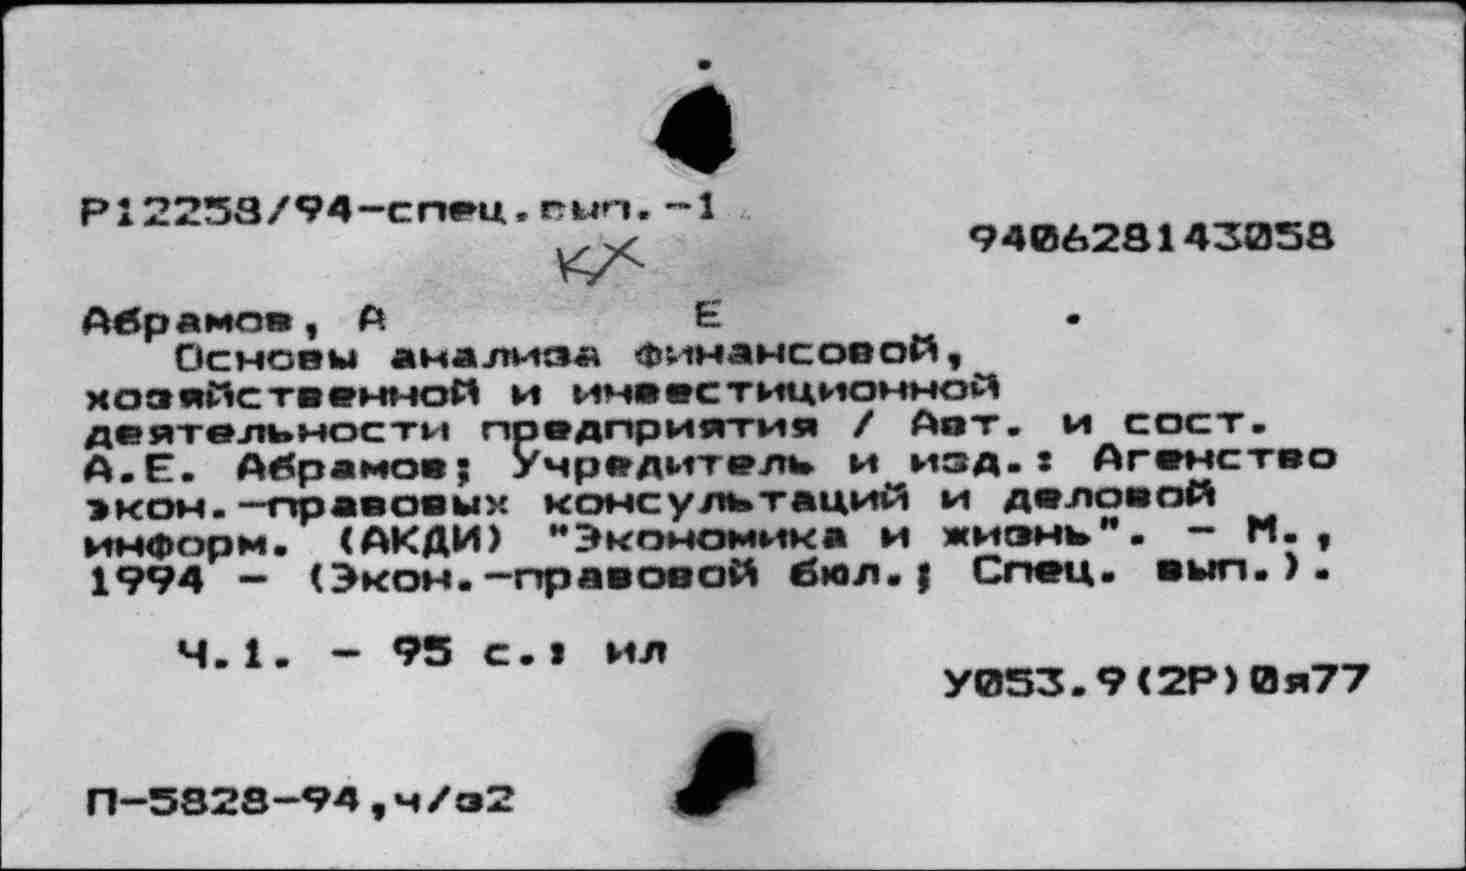 Р12258/94-спец.вып.-1
940628143058
КХ
Абрамов, А Е
Основы анализа финансовой,
хозяйственной и инвестиционной
деятельности предприятия / Авт. и сост.
А.Е. Абрамов; Учредитель и изд.: Агенство
экон.-правовых консультаций и деловой
информ. (АКДИ) "Экономика и жизнь". - М.,
1994 - (Экон.-правовой бюл.; Спец. вып.).
Ч.1. - 95 с.: ил
У053.9(2Р)0я77
П-5828-94,ч/з2